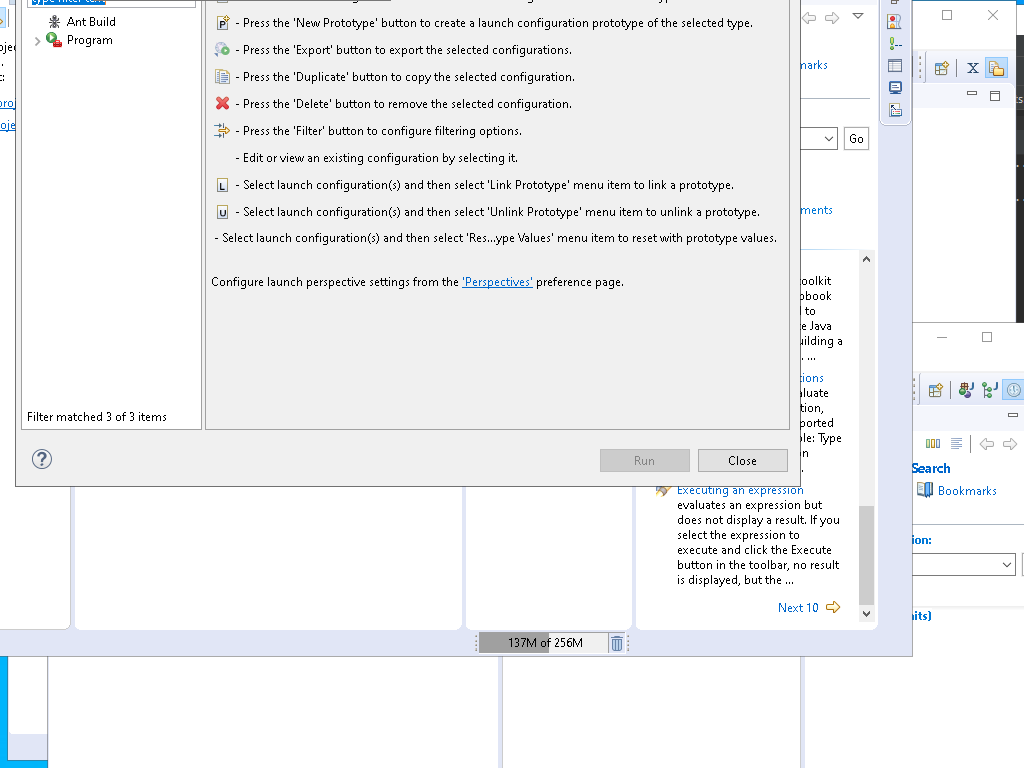 type filter text
Ant Build
Program
- Press the 'New Prototype' button to create a launch configuration prototype of the selected type.
- Press the 'Export' button to export the selected configurations.
- Press the 'Duplicate' button to copy the selected configuration.
- Press the 'Delete' button to remove the selected configuration.
- Press the 'Filter' button to configure filtering options.
- Edit or view an existing configuration by selecting it.
- Select launch configuration(s) and then select 'Link Prototype' menu item to link a prototype.
- Select launch configuration(s) and then select 'Unlink Prototype' menu item to unlink a prototype.
- Select launch configuration(s) and then select 'Res...ype Values' menu item to reset with prototype values.
Configure launch perspective settings from the 'Perspectives' preference page.
Filter matched 3 of 3 items
Run
Close
marks
Go
ments
oolkit
book
to
e Java
uilding a
...
ions
luate
tion,
ported
le: Type
n
Executing an expression
evaluates an expression but
does not display a result. If you
select the expression to
execute and click the Execute
button in the toolbar, no result
is displayed, but the ...
Next 10
137M of 256M
Search
Bookmarks
ion:
its)